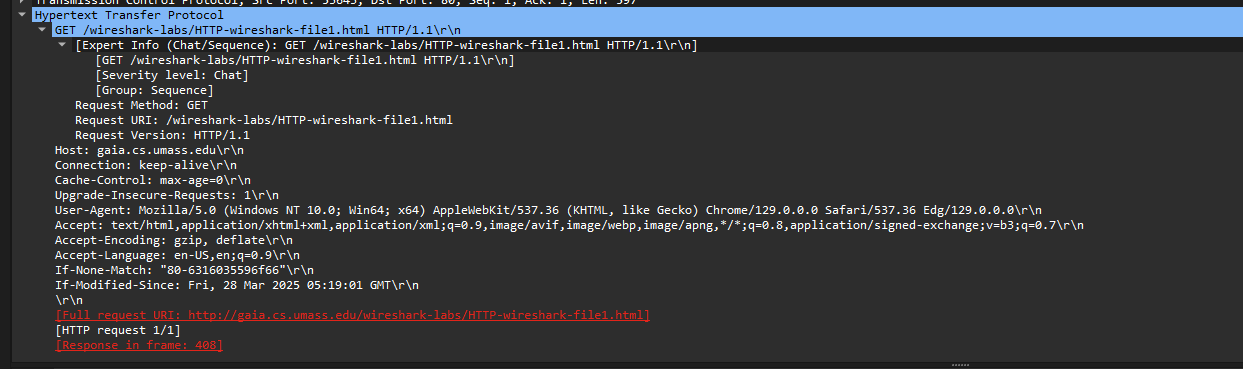 Transmission Control Protocol, Src Port: 55645, Dst Port: 80, Seq: 1, Ack: 1, Len: 597
Hypertext Transfer Protocol
GET /wireshark-labs/HTTP-wireshark-file1.html HTTP/1.1\r\n
[Expert Info (Chat/Sequence): GET /wireshark-labs/HTTP-wireshark-file1.html HTTP/1.1\r\n]
[GET /wireshark-labs/HTTP-wireshark-file1.html HTTP/1.1\r\n]
[Severity level: Chat]
[Group: Sequence]
Request Method: GET
Request URI: /wireshark-labs/HTTP-wireshark-file1.html
Request Version: HTTP/1.1
Host: gaia.cs.umass.edu\r\n
Connection: keep-alive\r\n
Cache-Control: max-age=0\r\n
Upgrade-Insecure-Requests: 1\r\n
User-Agent: Mozilla/5.0 (Windows NT 10.0; Win64; x64) AppleWebKit/537.36 (KHTML, like Gecko) Chrome/129.0.0.0 Safari/537.36 Edg/129.0.0.0\r\n
Accept: text/html,application/xhtml+xml,application/xml;q=0.9,image/avif,image/webp,image/apng,*/*;q=0.8,application/signed-exchange;v=b3;q=0.7\r\n
Accept-Encoding: gzip, deflate\r\n
Accept-Language: en-US,en;q=0.9\r\n
If-None-Match: "80-6316035596f66"\r\n
If-Modified-Since: Fri, 28 Mar 2025 05:19:01 GMT\r\n
\r\n
[Full request URI: http://gaia.cs.umass.edu/wireshark-labs/HTTP-wireshark-file1.html]
[HTTP request 1/1]
[Response in frame: 408]